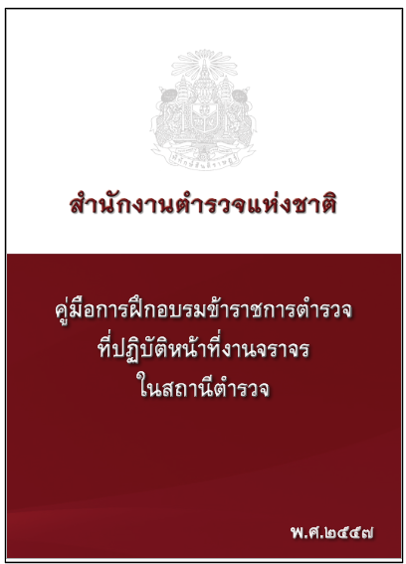 สำนักงานตำรวจแห่งชาติ
คู่มือการฝึกอบรมข้าราชการตำรวจ
ที่ปฏิบัติหน้าที่งานจราจร
ในสถานีตำรวจ
พ.ศ.๒๕๕๗